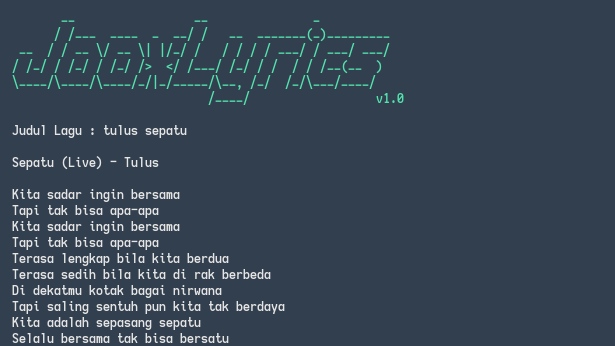 JooxLyrics
v1.0
Judul Lagu : tulus sepatu
Sepatu (Live) - Tulus
Kita sadar ingin bersama
Tapi tak bisa apa-apa
Kita sadar ingin bersama
Tapi tak bisa apa-apa
Terasa lengkap bila kita berdua
Terasa sedih bila kita di rak berbeda
Di dekatmu kotak bagai nirwana
Tapi saling sentuh pun kita tak berdaya
Kita adalah sepasang sepatu
Selalu bersama tak bisa bersatu